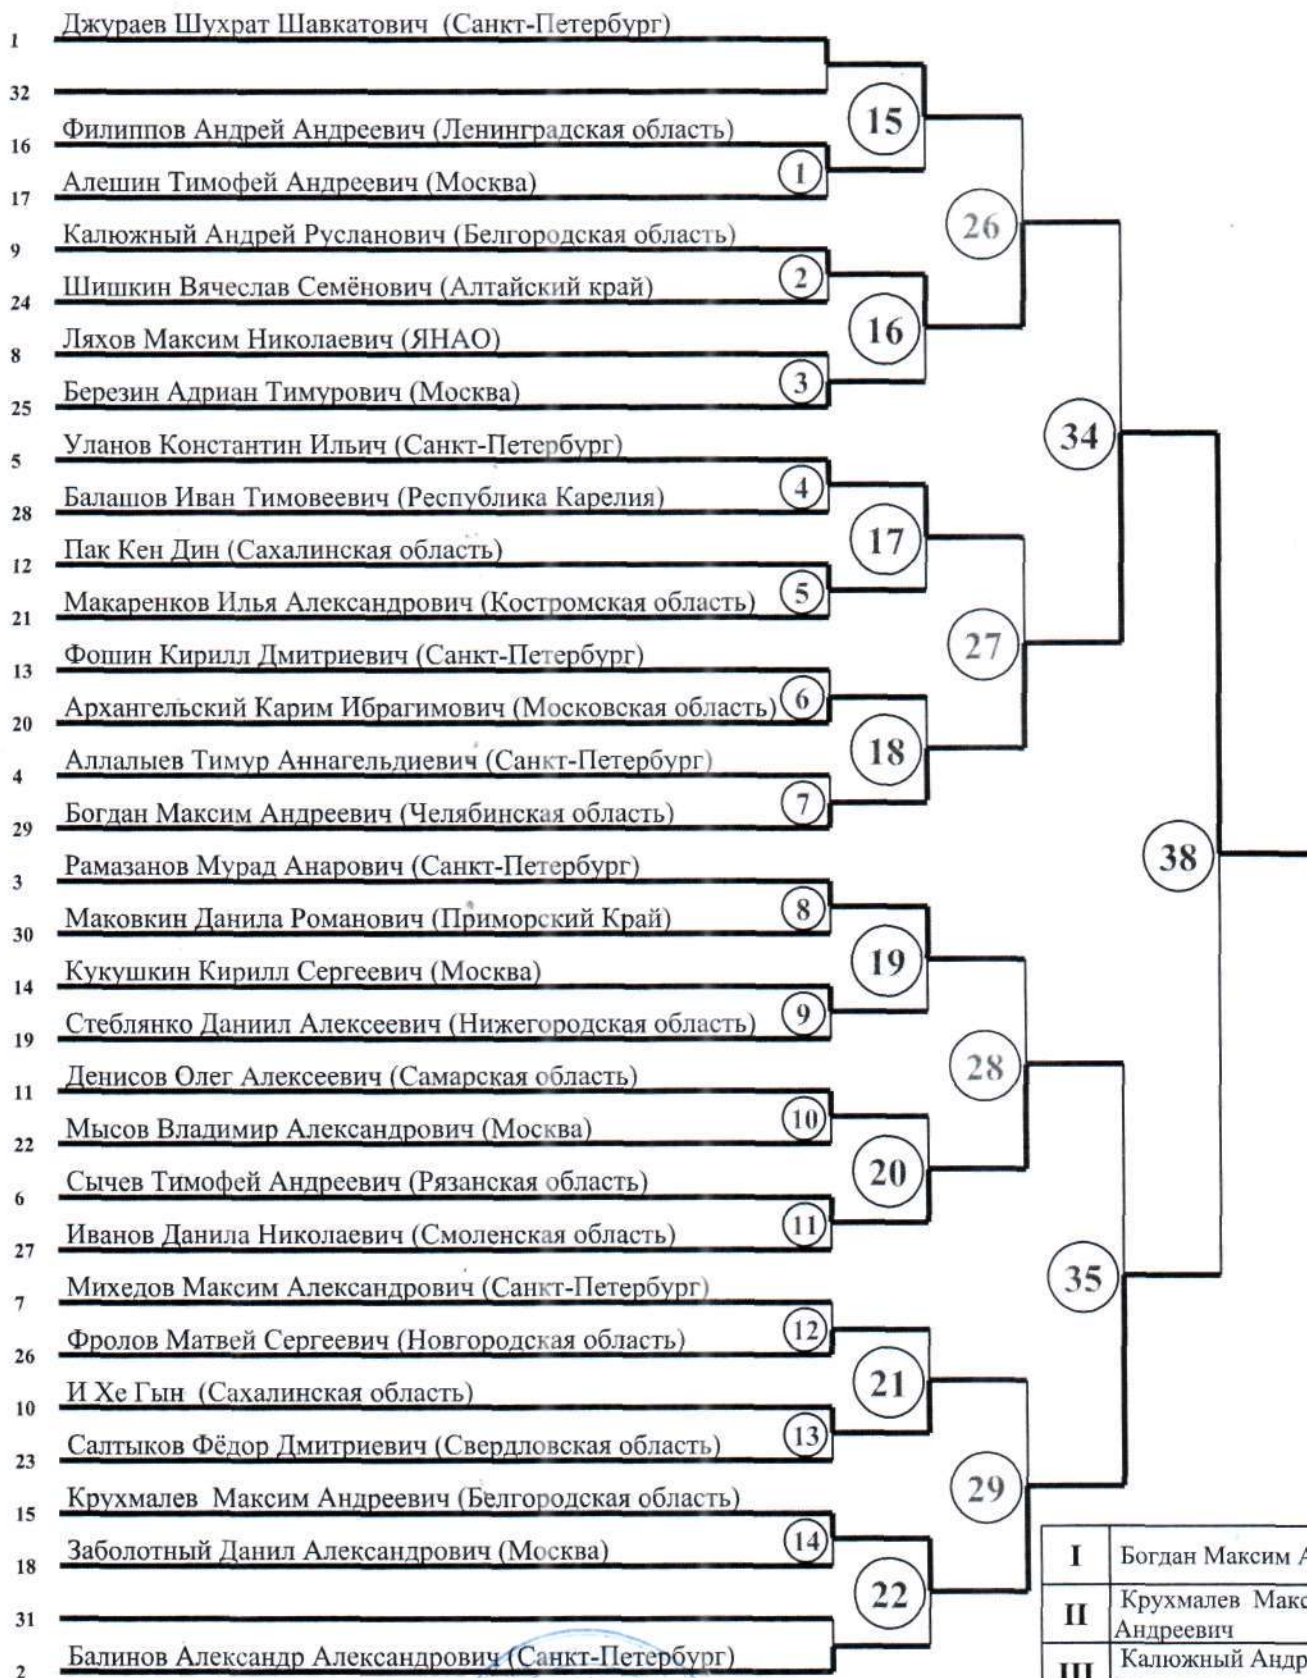 Джураев Шухрат Шавкатович (Санкт-Петербург)
1
32
15
Филиппов Андрей Андреевич (Ленинградская область)
16
1
Алешин Тимофей Андреевич (Москва)
17
26
Калюжный Андрей Русланович (Белгородская область)
9
2
Шишкин Вячеслав Семёнович (Алтайский край)
24
16
Ляхов Максим Николаевич (ЯНАО)
8
3
Березин Адриан Тимурович (Москва)
25
34
Уланов Константин Ильич (Санкт-Петербург)
5
4
Балашов Иван Тимовеевич (Республика Карелия)
28
17
Пак Кен Дин (Сахалинская область)
12
5
Макаренков Илья Александрович (Костромская область)
21
27
Фошин Кирилл Дмитриевич (Санкт-Петербург)
13
6
Архангельский Карим Ибрагимович (Московская область)
20
18
Аллалыев Тимур Аннагельдиевич (Санкт-Петербург)
4
7
Богдан Максим Андреевич (Челябинская область)
29
38
Рамазанов Мурад Анарович (Санкт-Петербург)
3
8
Маковкин Данила Романович (Приморский Край)
30
19
Кукушкин Кирилл Сергеевич (Москва)
14
9
Стеблянко Даниил Алексеевич (Нижегородская область)
19
28
Денисов Олег Алексеевич (Самарская область)
11
10
Мысов Владимир Александрович (Москва)
22
20
Сычев Тимофей Андреевич (Рязанская область)
6
11
Иванов Данила Николаевич (Смоленская область)
27
35
Михедов Максим Александрович (Санкт-Петербург)
7
12
Фролов Матвей Сергеевич (Новгородская область)
26
21
И Хе Гын (Сахалинская область)
10
13
Салтыков Фёдор Дмитриевич (Свердловская область)
23
29
Крухмалев Максим Андреевич (Белгородская область)
15
14
Заболотный Данил Александрович (Москва)
18
22
31
Балинов Александр Александрович (Санкт-Петербург)
2
I Богдан Максим А
II Крухмалев Макс
Андреевич
III Калюжный Андр